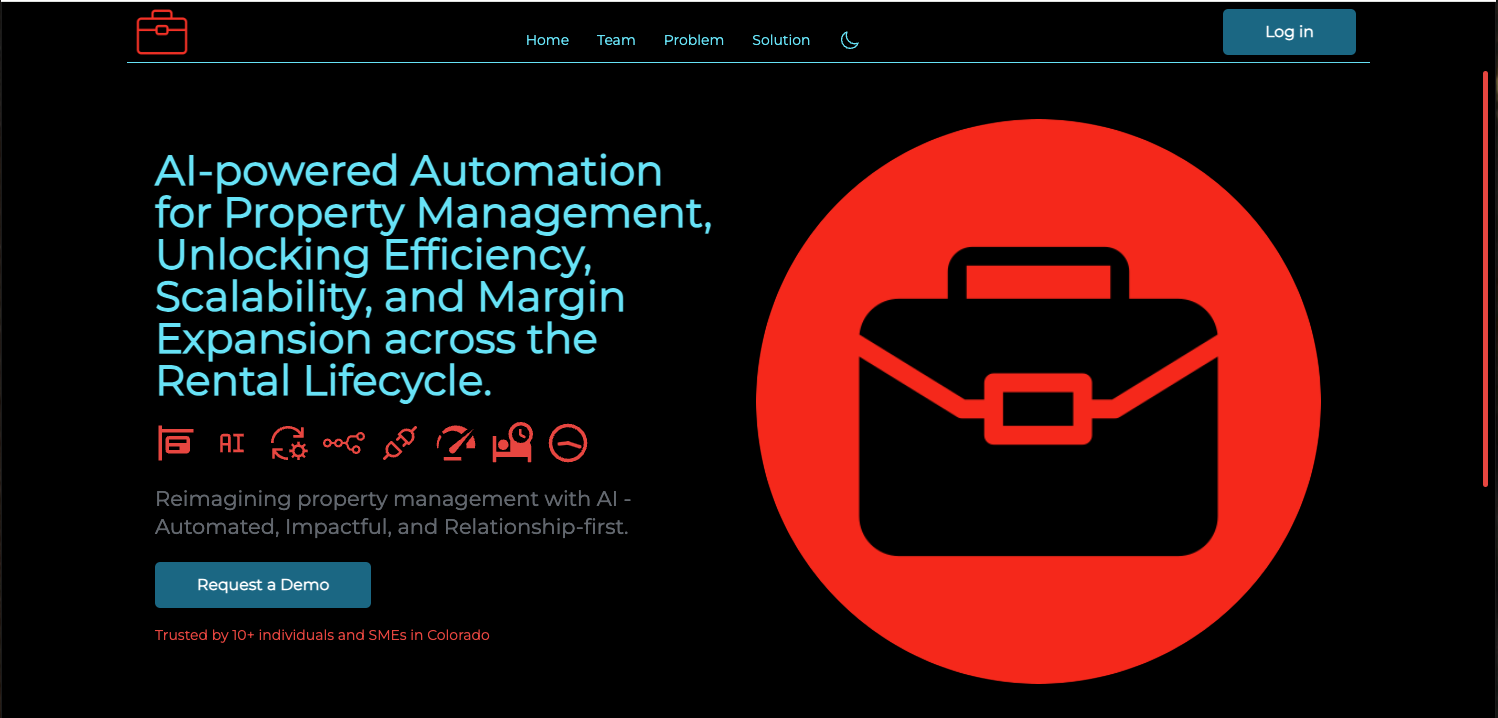 Home Team Problem Solution Log in
AI-powered Automation
for Property Management,
Unlocking Efficiency,
Scalability, and Margin
Expansion across the
Rental Lifecycle.
AI
Reimagining property management with AI -
Automated, Impactful, and Relationship-first.
Request a Demo
Trusted by 10+ individuals and SMEs in Colorado